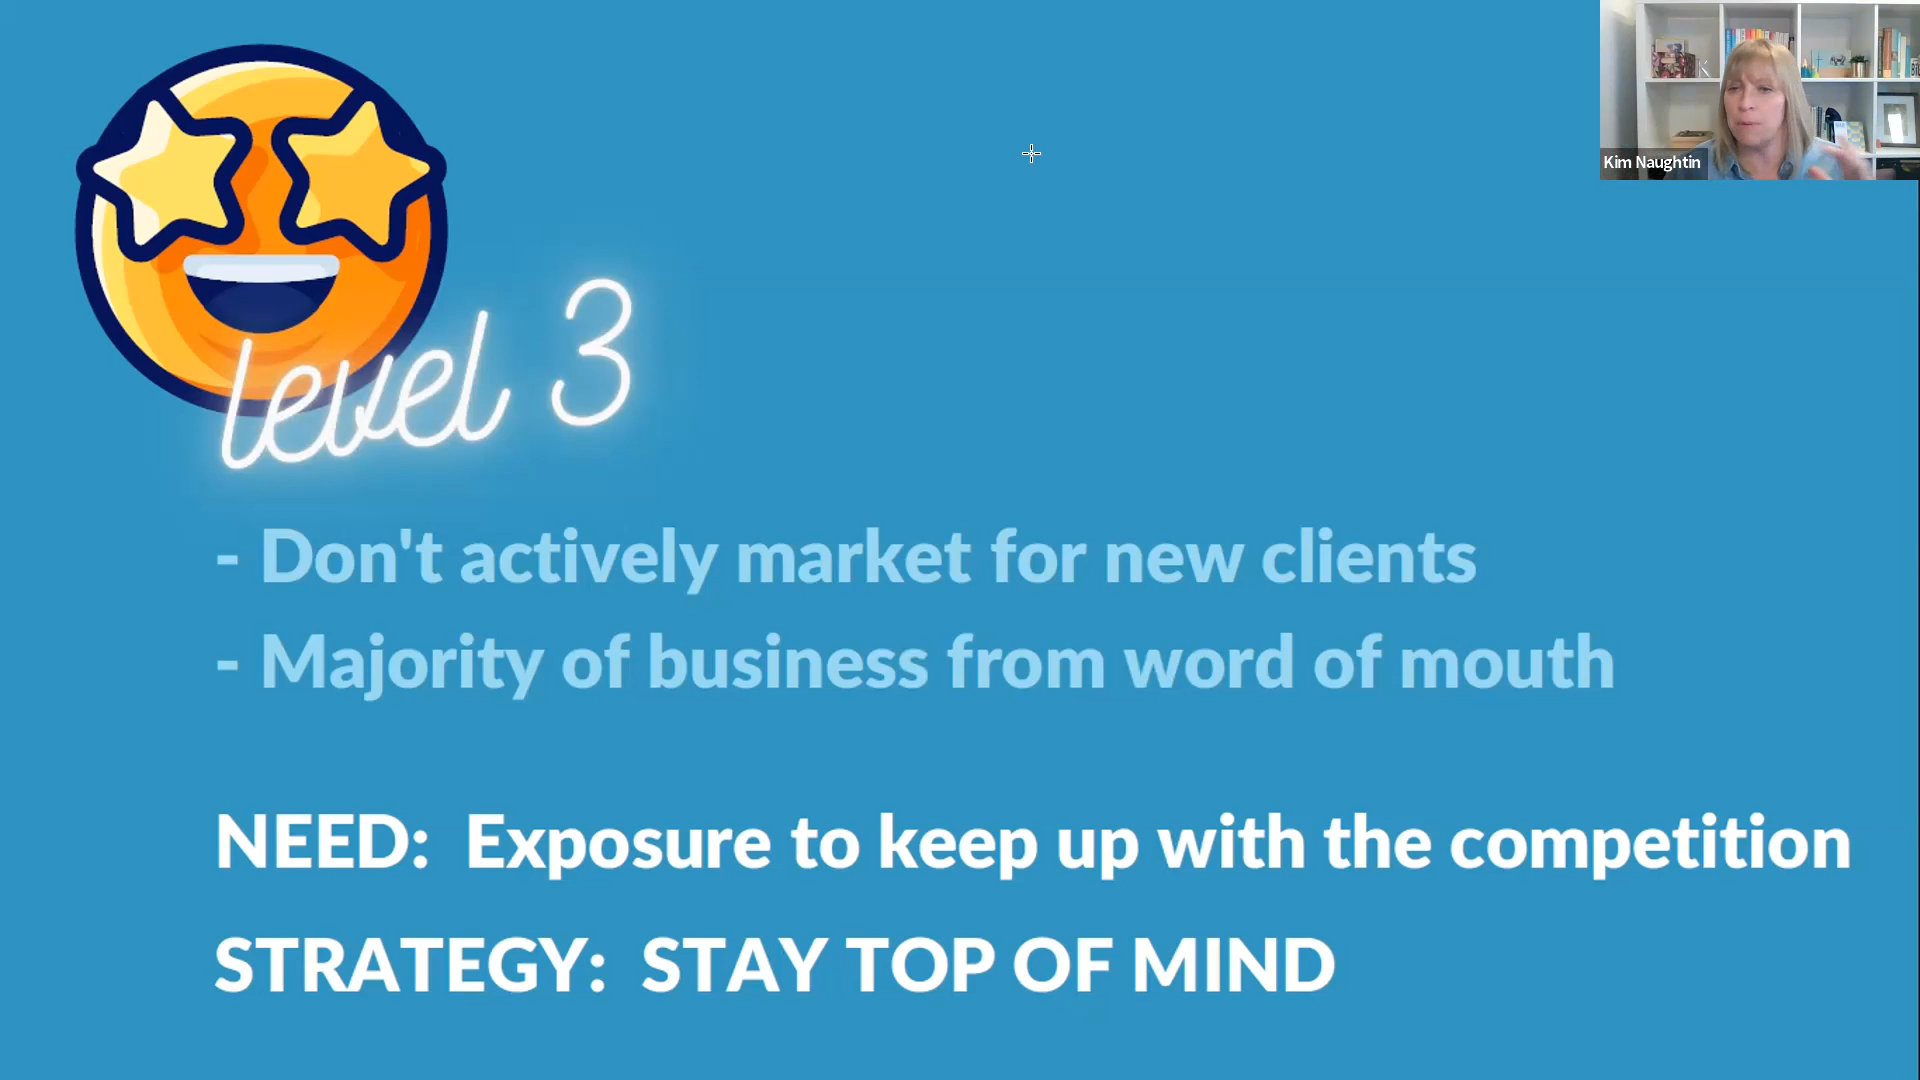 Kim Naughtin
level 3
- Don't actively market for new clients
- Majority of business from word of mouth
NEED: Exposure to keep up with the competition
STRATEGY: STAY TOP OF MIND